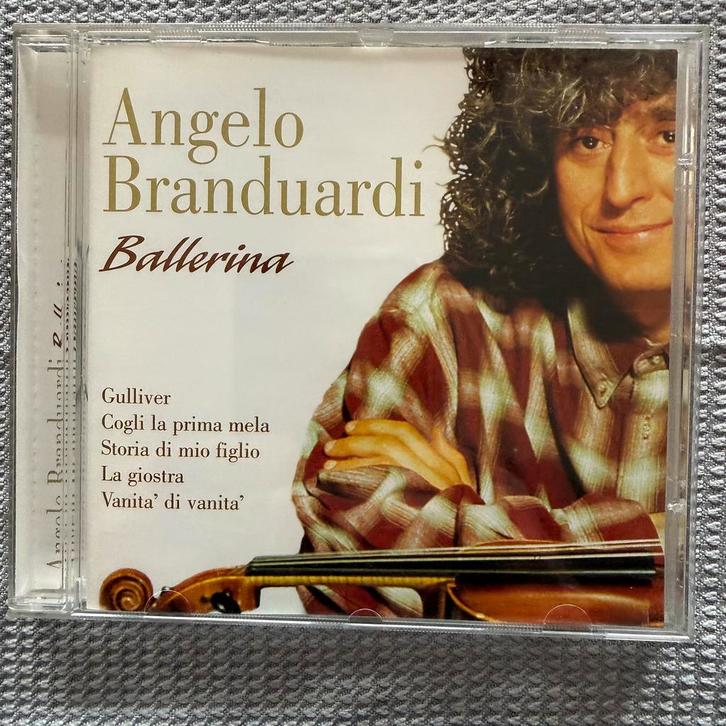 Angelo
Branduardi
Ballerina
Gulliver
Cogli la prima mela
Storia di mio figlio
La giostra
Vanita' di vanita'
Angelo Branduardi